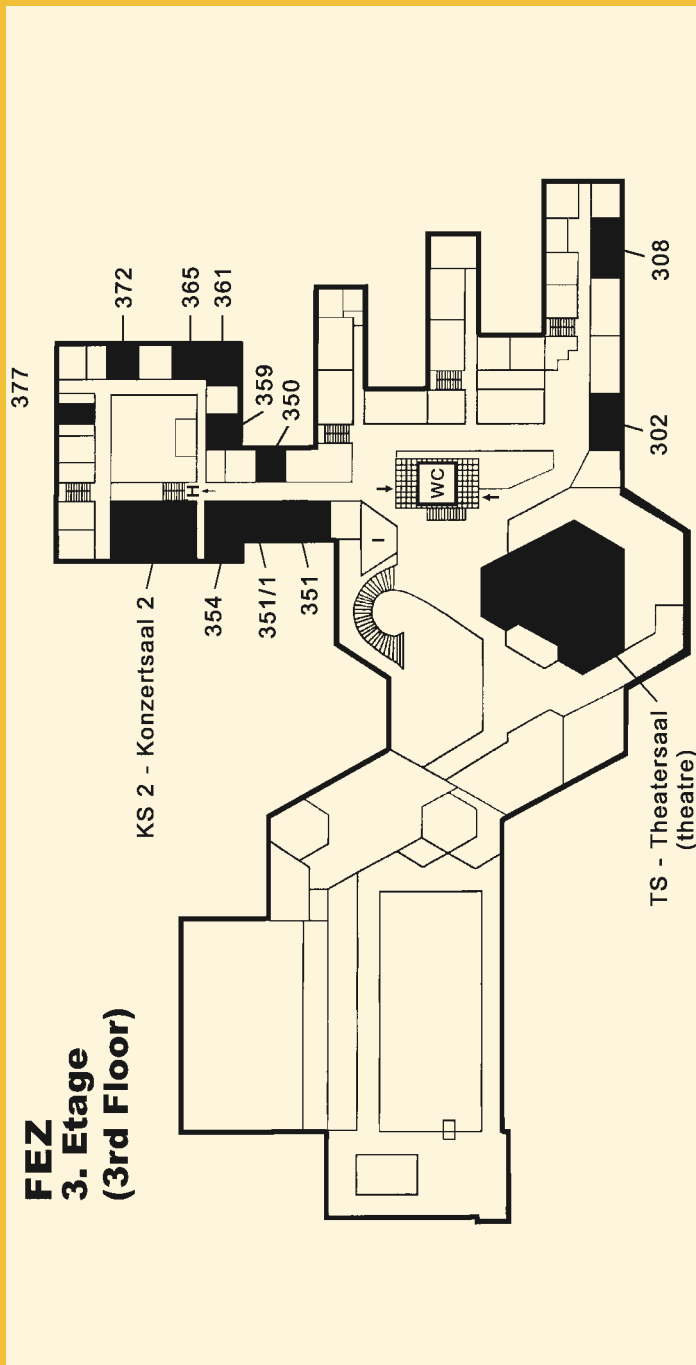 FEZ
3. Etage
(3rd Floor)
KS 2 - Konzertsaal 2
354
351/1
351
377
372
365
361
359
350
H
I
WC
TS - Theatersaal
(theatre)
302
308